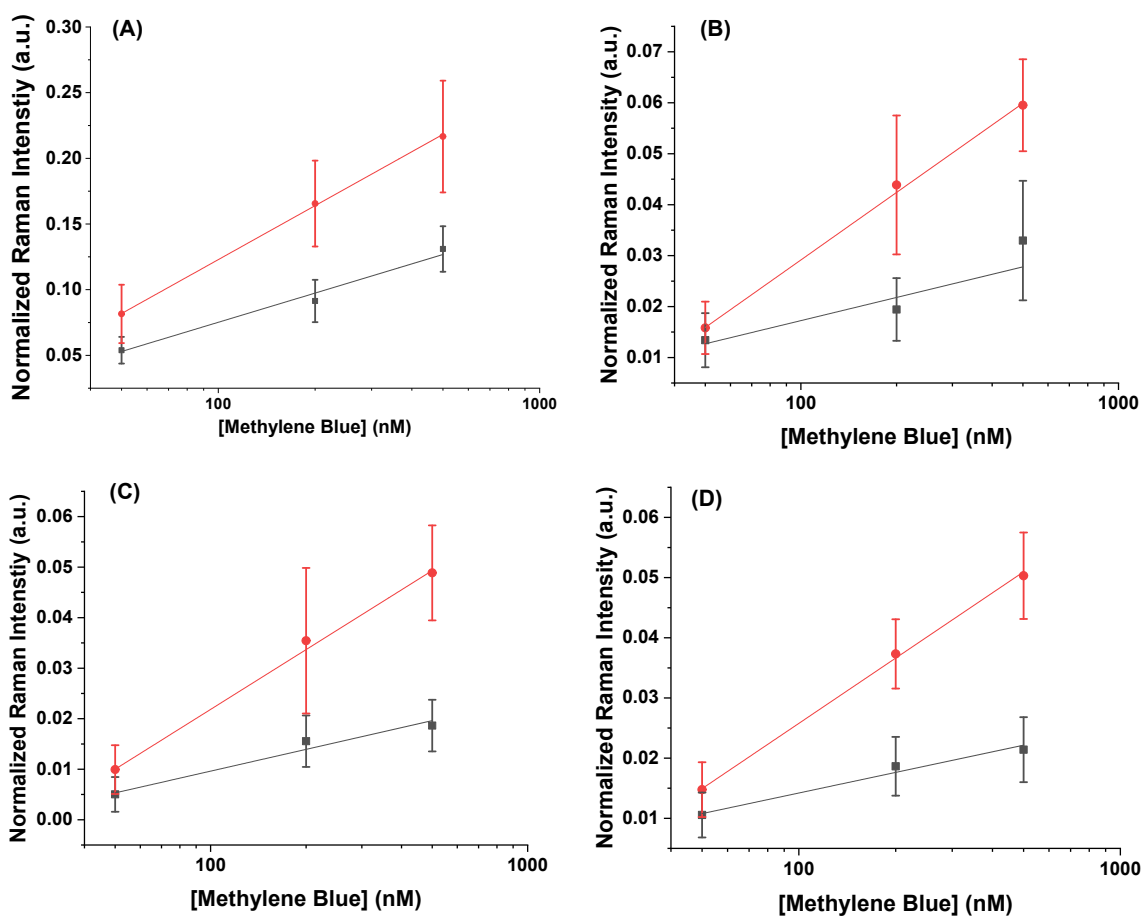 (A)
Normalized Raman Intenstiy (a.u.)
0.30
0.25
0.20
0.15
0.10
0.05
100
1000
[Methylene Blue] (nM)
(B)
Normalized Raman Intensity (a.u.)
0.07
0.06
0.05
0.04
0.03
0.02
0.01
100
1000
[Methylene Blue] (nM)
(C)
Normalized Raman Intenstiy (a.u.)
0.06
0.05
0.04
0.03
0.02
0.01
0.00
100
1000
[Methylene Blue] (nM)
(D)
Normalized Raman Intensity (a.u.)
0.06
0.05
0.04
0.03
0.02
0.01
100
1000
[Methylene Blue] (nM)